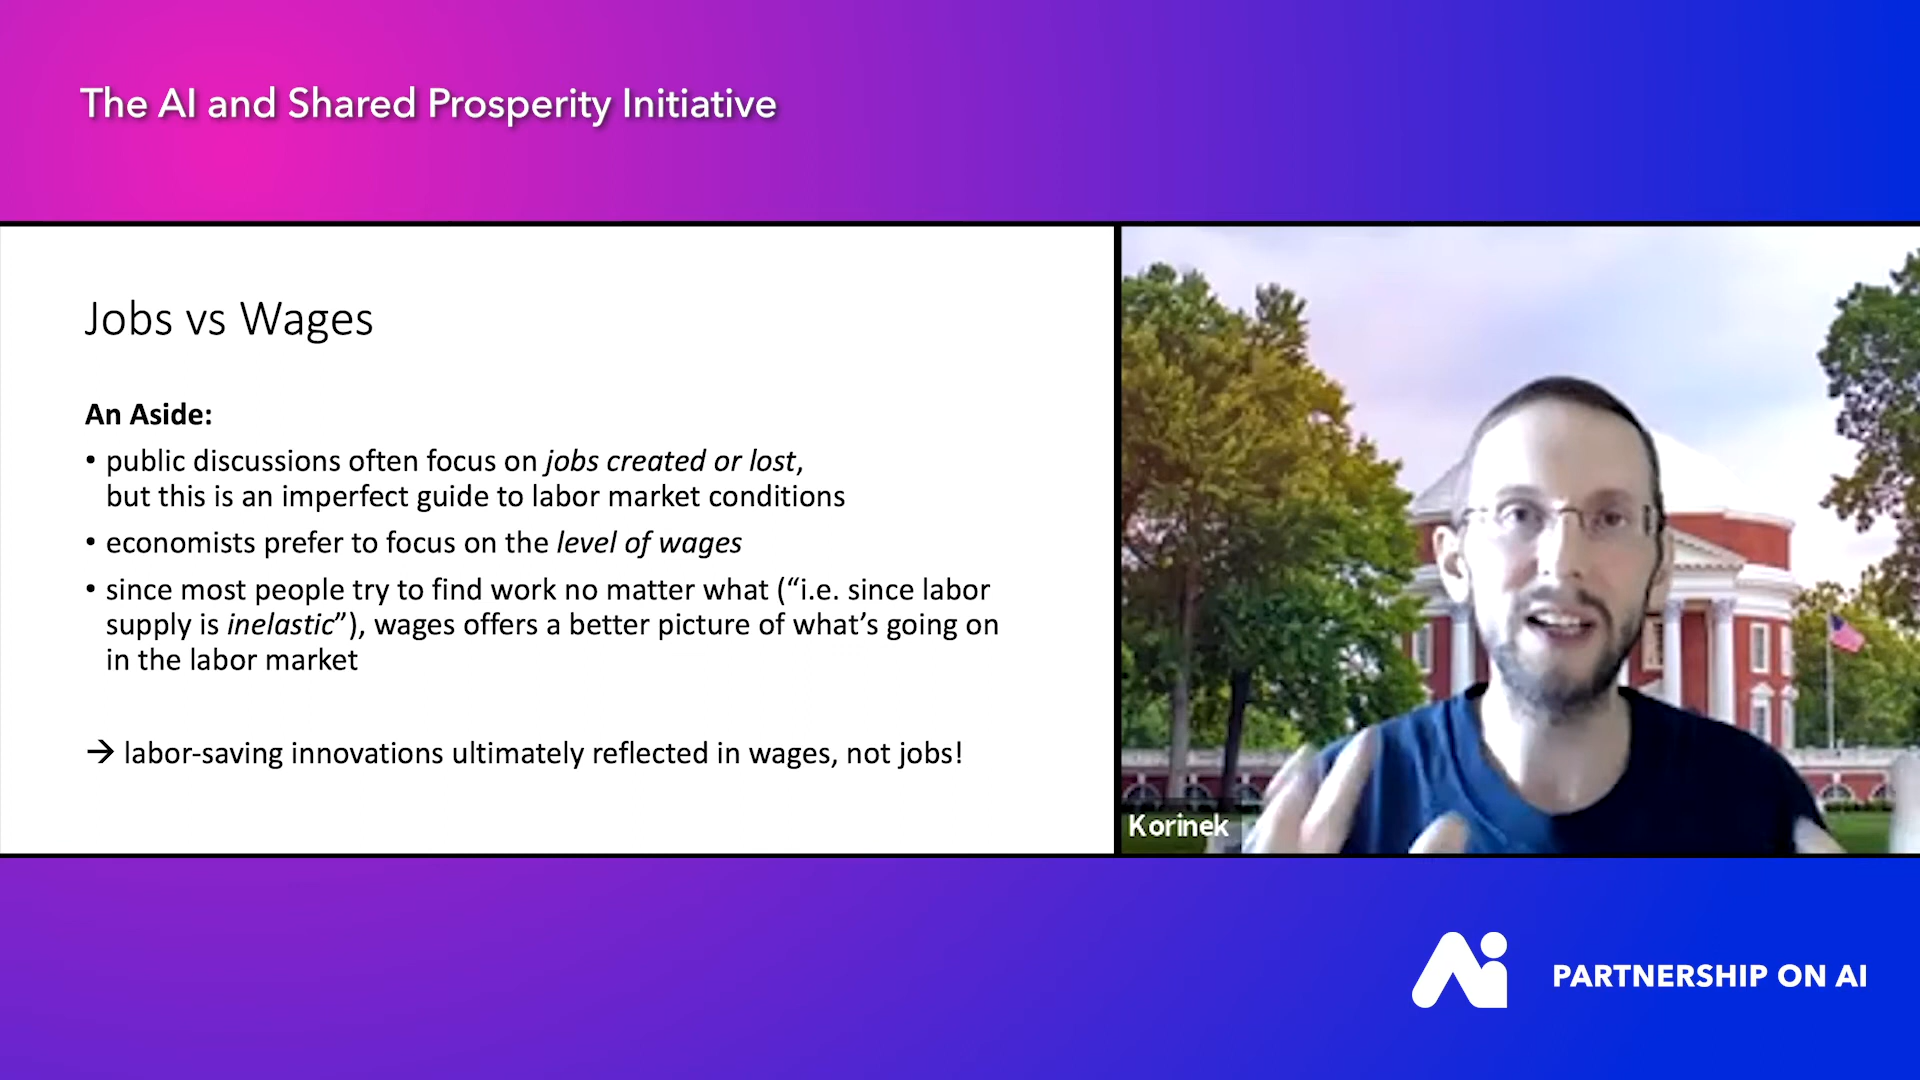 The AI and Shared Prosperity Initiative
Jobs vs Wages
An Aside:
• public discussions often focus on jobs created or lost,
but this is an imperfect guide to labor market conditions
• economists prefer to focus on the level of wages
• since most people try to find work no matter what (“i.e. since labor
supply is inelastic”), wages offers a better picture of what’s going on
in the labor market
→ labor-saving innovations ultimately reflected in wages, not jobs!
Korinek
PARTNERSHIP ON AI